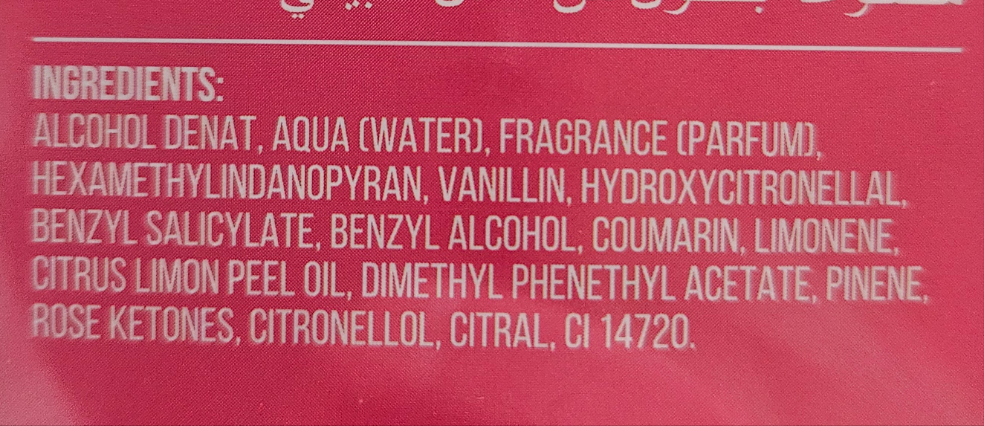 INGREDIENTS:
ALCOHOL DENAT, AQUA (WATER), FRAGRANCE (PARFUM),
HEXAMETHYLINDANOPYRAN, VANILLIN, HYDROXYCITRONELLAL,
BENZYL SALICYLATE, BENZYL ALCOHOL, COUMARIN, LIMONENE,
CITRUS LIMON PEEL OIL, DIMETHYL PHENETHYL ACETATE, PINENE,
ROSE KETONES, CITRONELLOL, CITRAL, CI 14720.